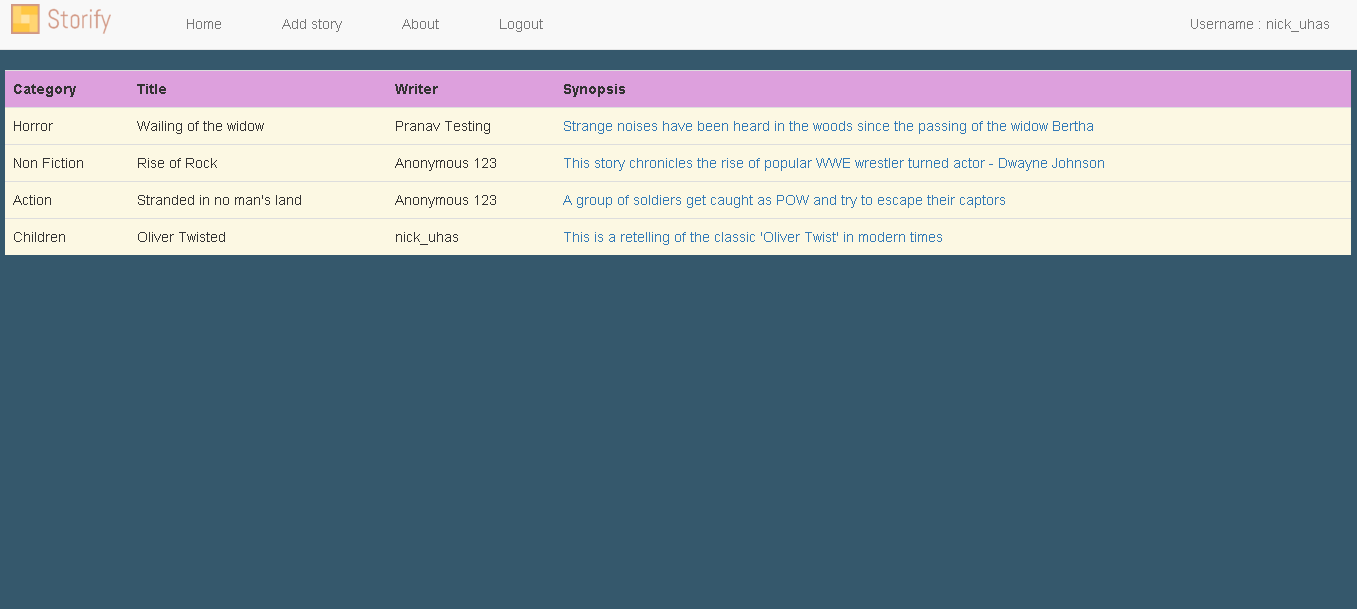 Storify Home Add story About Logout Username : nick_uhas
Category Title Writer Synopsis
Horror Wailing of the widow Pranav Testing Strange noises have been heard in the woods since the passing of the widow Bertha
Non Fiction Rise of Rock Anonymous 123 This story chronicles the rise of popular WWE wrestler turned actor - Dwayne Johnson
Action Stranded in no man's land Anonymous 123 A group of soldiers get caught as POW and try to escape their captors
Children Oliver Twisted nick_uhas This is a retelling of the classic 'Oliver Twist' in modern times